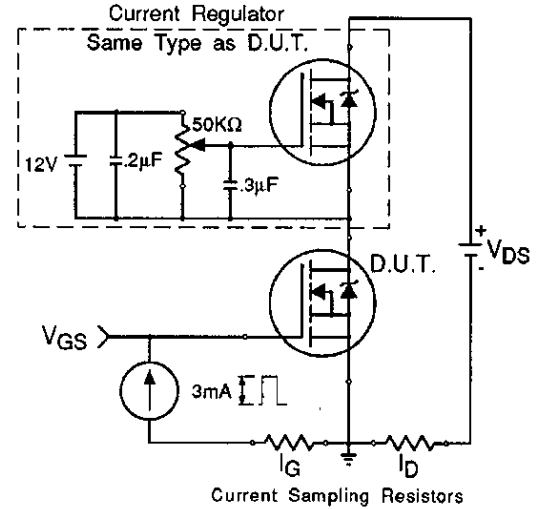 Current Regulator
Same Type as D.U.T.
50KΩ
12V
.2μF
.3μF
+
VDS
-
D.U.T.
VGS
3mA
IG
ID
Current Sampling Resistors